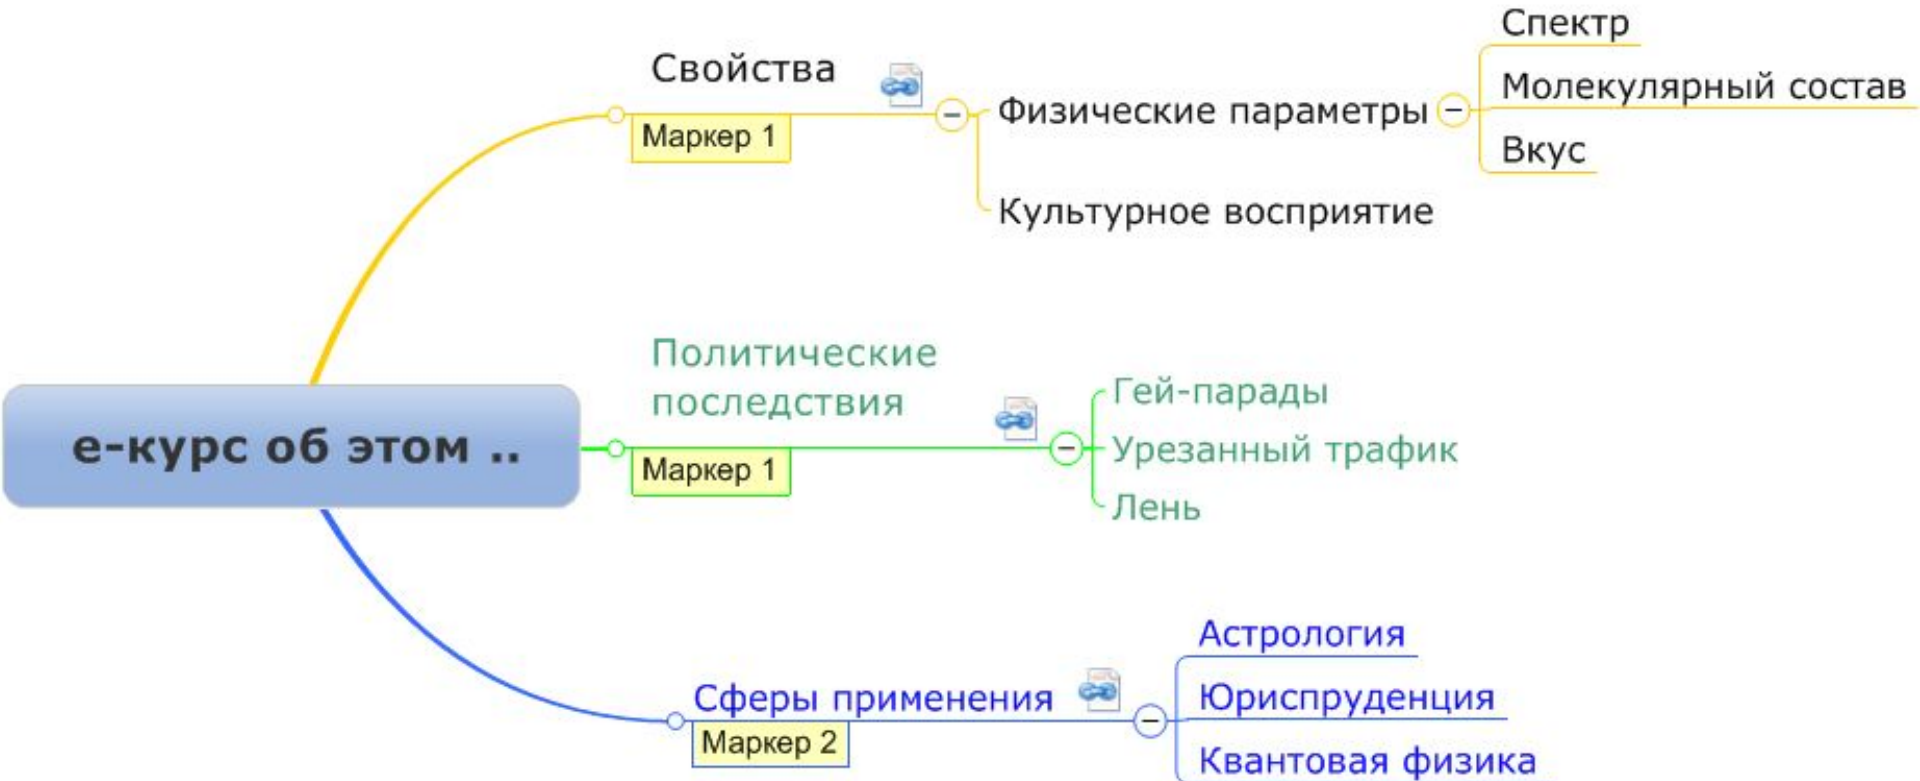 Спектр
Свойства
Молекулярный состав
Физические параметры
Маркер 1
Вкус
Культурное восприятие
Политические
последствия
Гей-парады
е-курс об этом ..
Урезанный трафик
Маркер 1
Лень
Астрология
Сферы применения
Юриспруденция
Маркер 2
Квантовая физика